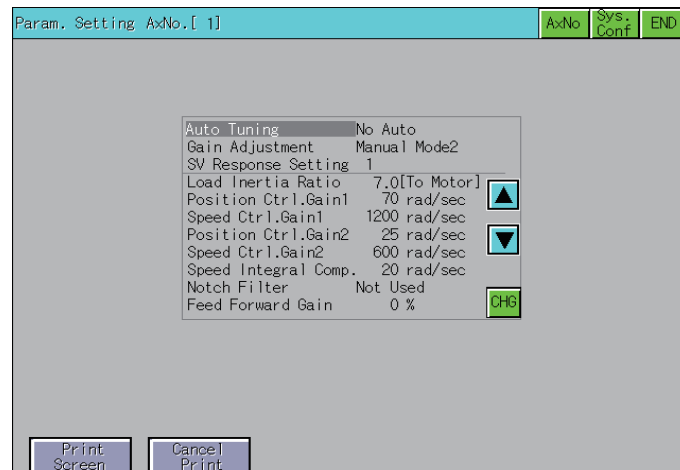 Param. Setting AxNo.[ 1]
AxNo
Sys.
Conf
END
Auto Tuning No Auto
Gain Adjustment Manual Mode2
SV Response Setting 1
Load Inertia Ratio 7.0[To Motor]
Position Ctrl.Gain1 70 rad/sec
Speed Ctrl.Gain1 1200 rad/sec
Position Ctrl.Gain2 25 rad/sec
Speed Ctrl.Gain2 600 rad/sec
Speed Integral Comp. 20 rad/sec
Notch Filter Not Used
Feed Forward Gain 0 %
CHG
Print
Screen
Cancel
Print